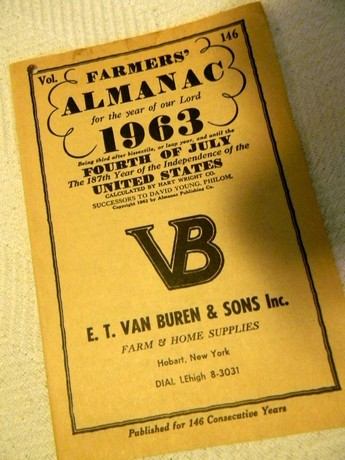 Vol. FARMERS' 146
ALMANAC
for the year of our Lord
1963
Being third after bissextile, or leap year, and until the
FOURTH OF JULY
The 187th Year of the Independence of the
UNITED STATES
CALCULATED BY HART WRIGHT CO.
SUCCESSORS TO DAVID YOUNG, PHILOM.
Copyright 1962 by Almanac Publishing Co.
VB
E. T. VAN BUREN & SONS Inc.
FARM & HOME SUPPLIES
Hobart, New York
DIAL LEhigh 8-3031
Published for 146 Consecutive Years